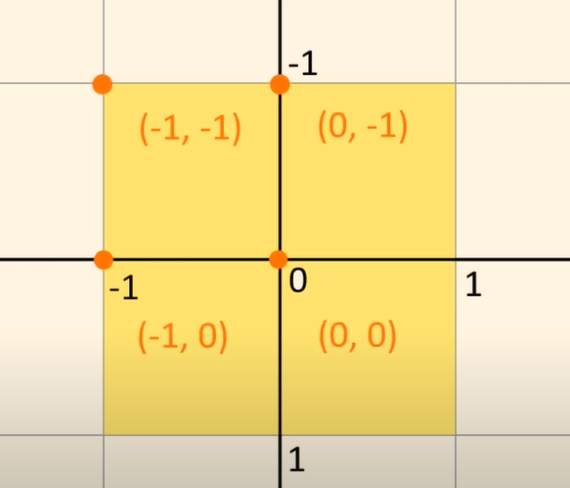 -1
(-1, -1) (0, -1)
-1 0 1
(-1, 0) (0, 0)
1